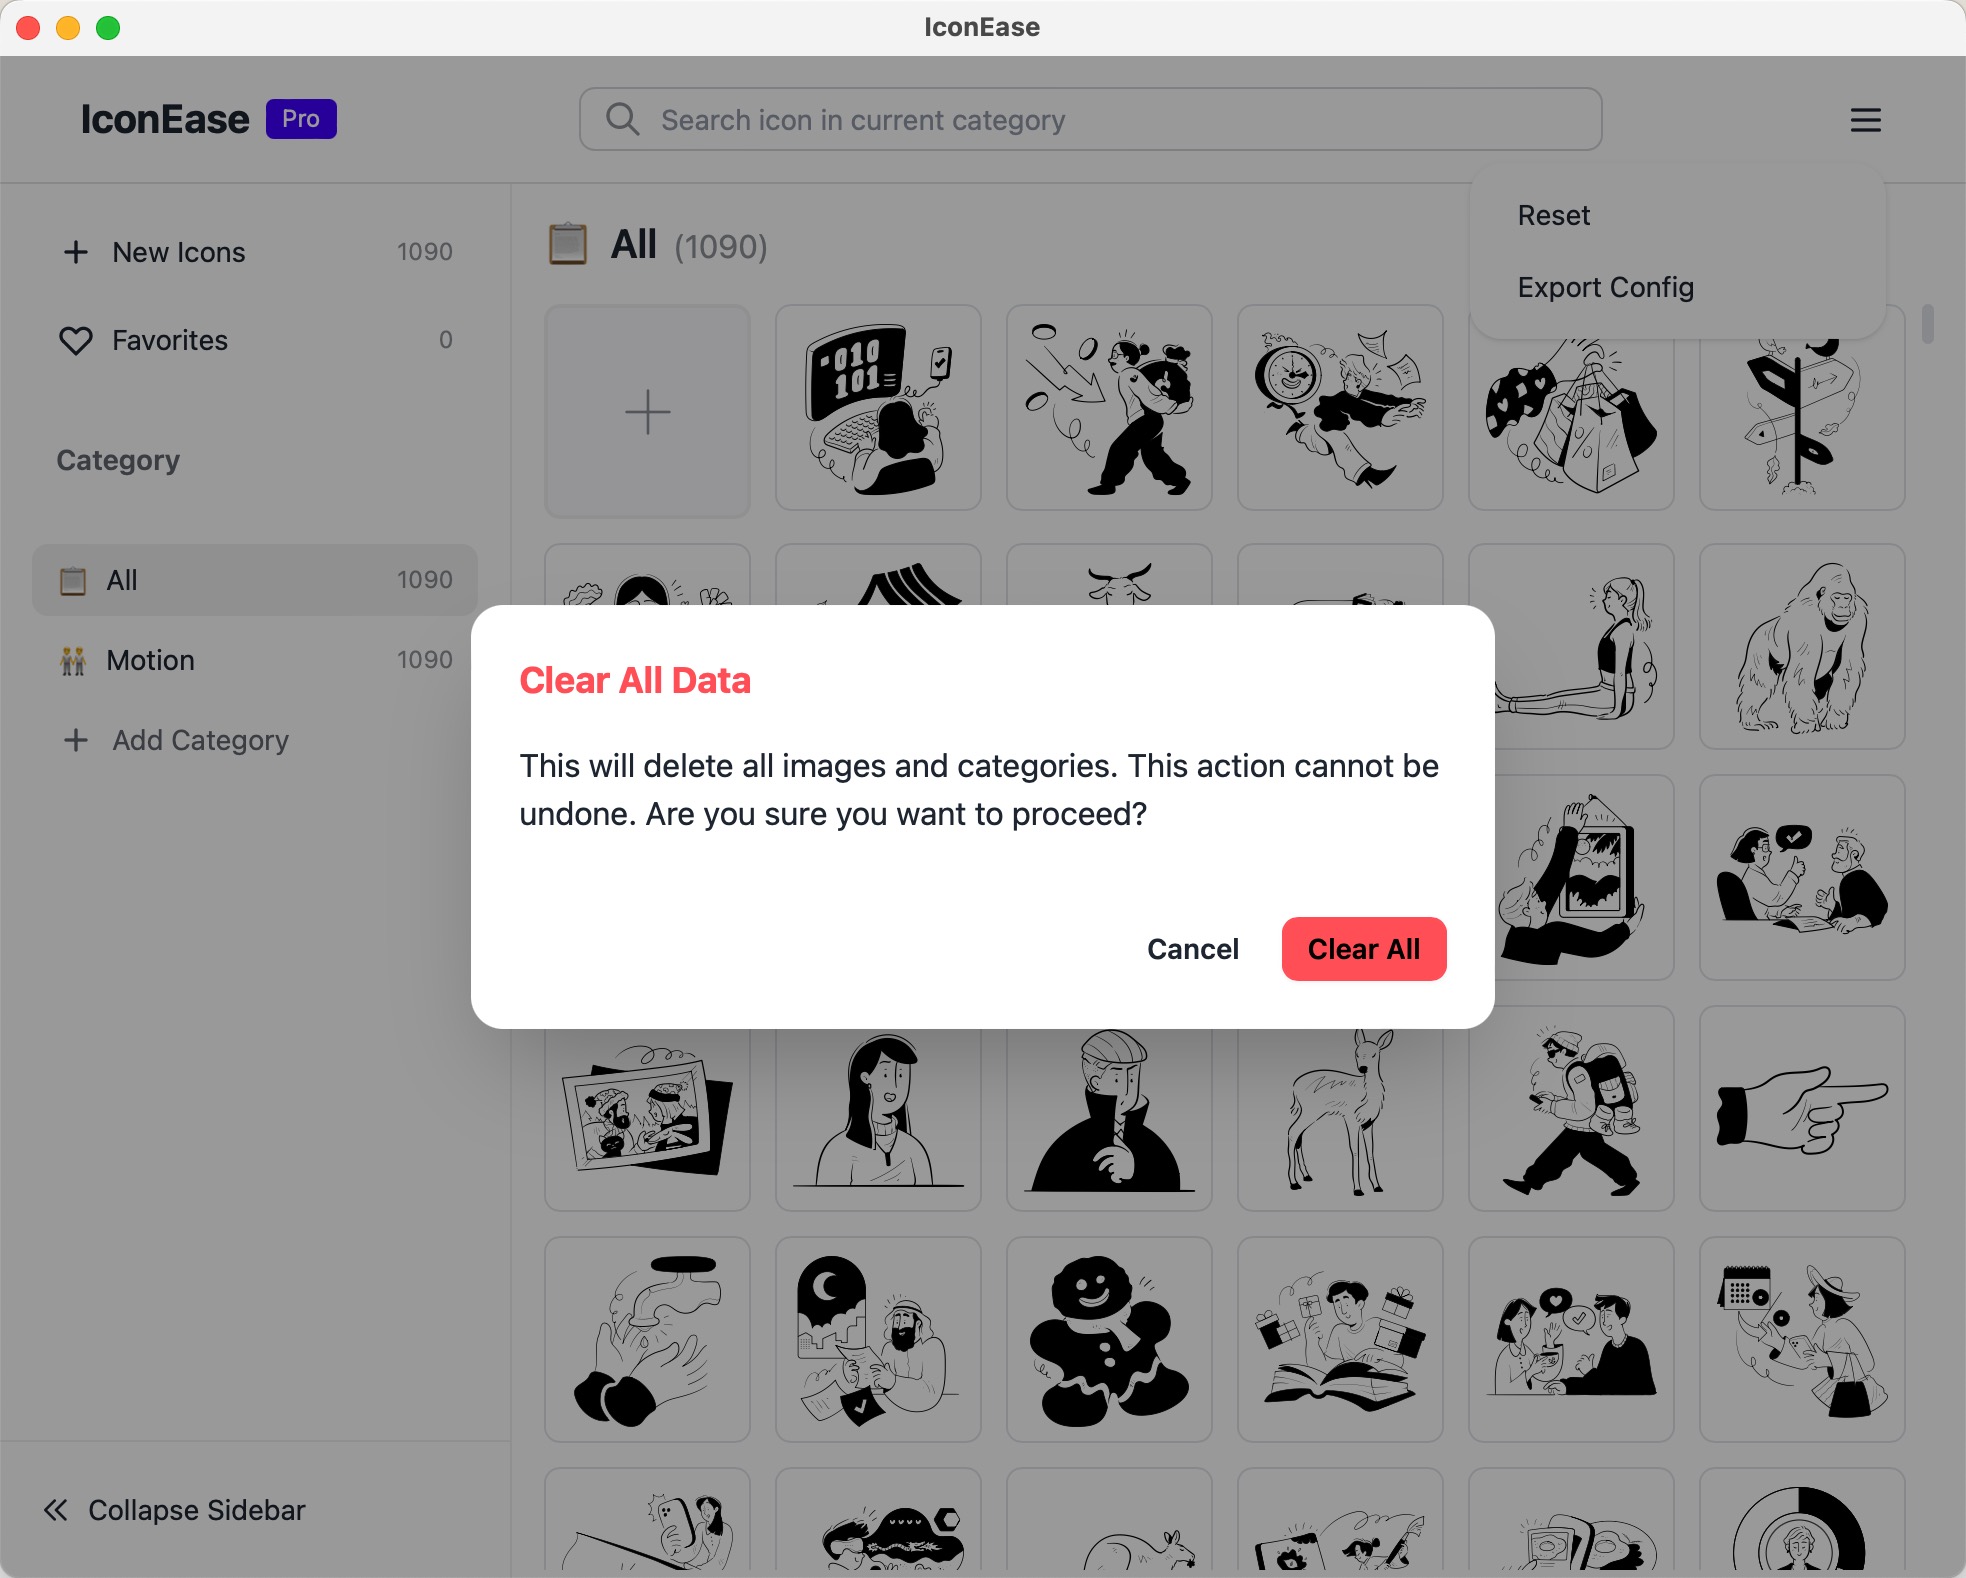 IconEase
IconEase Pro
Search icon in current category
Reset
Export Config
New Icons 1090
Favorites 0
Category
All 1090
Motion 1090
Add Category
Collapse Sidebar
All (1090)
010
101
Clear All Data
This will delete all images and categories. This action cannot be
undone. Are you sure you want to proceed?
Cancel
Clear All